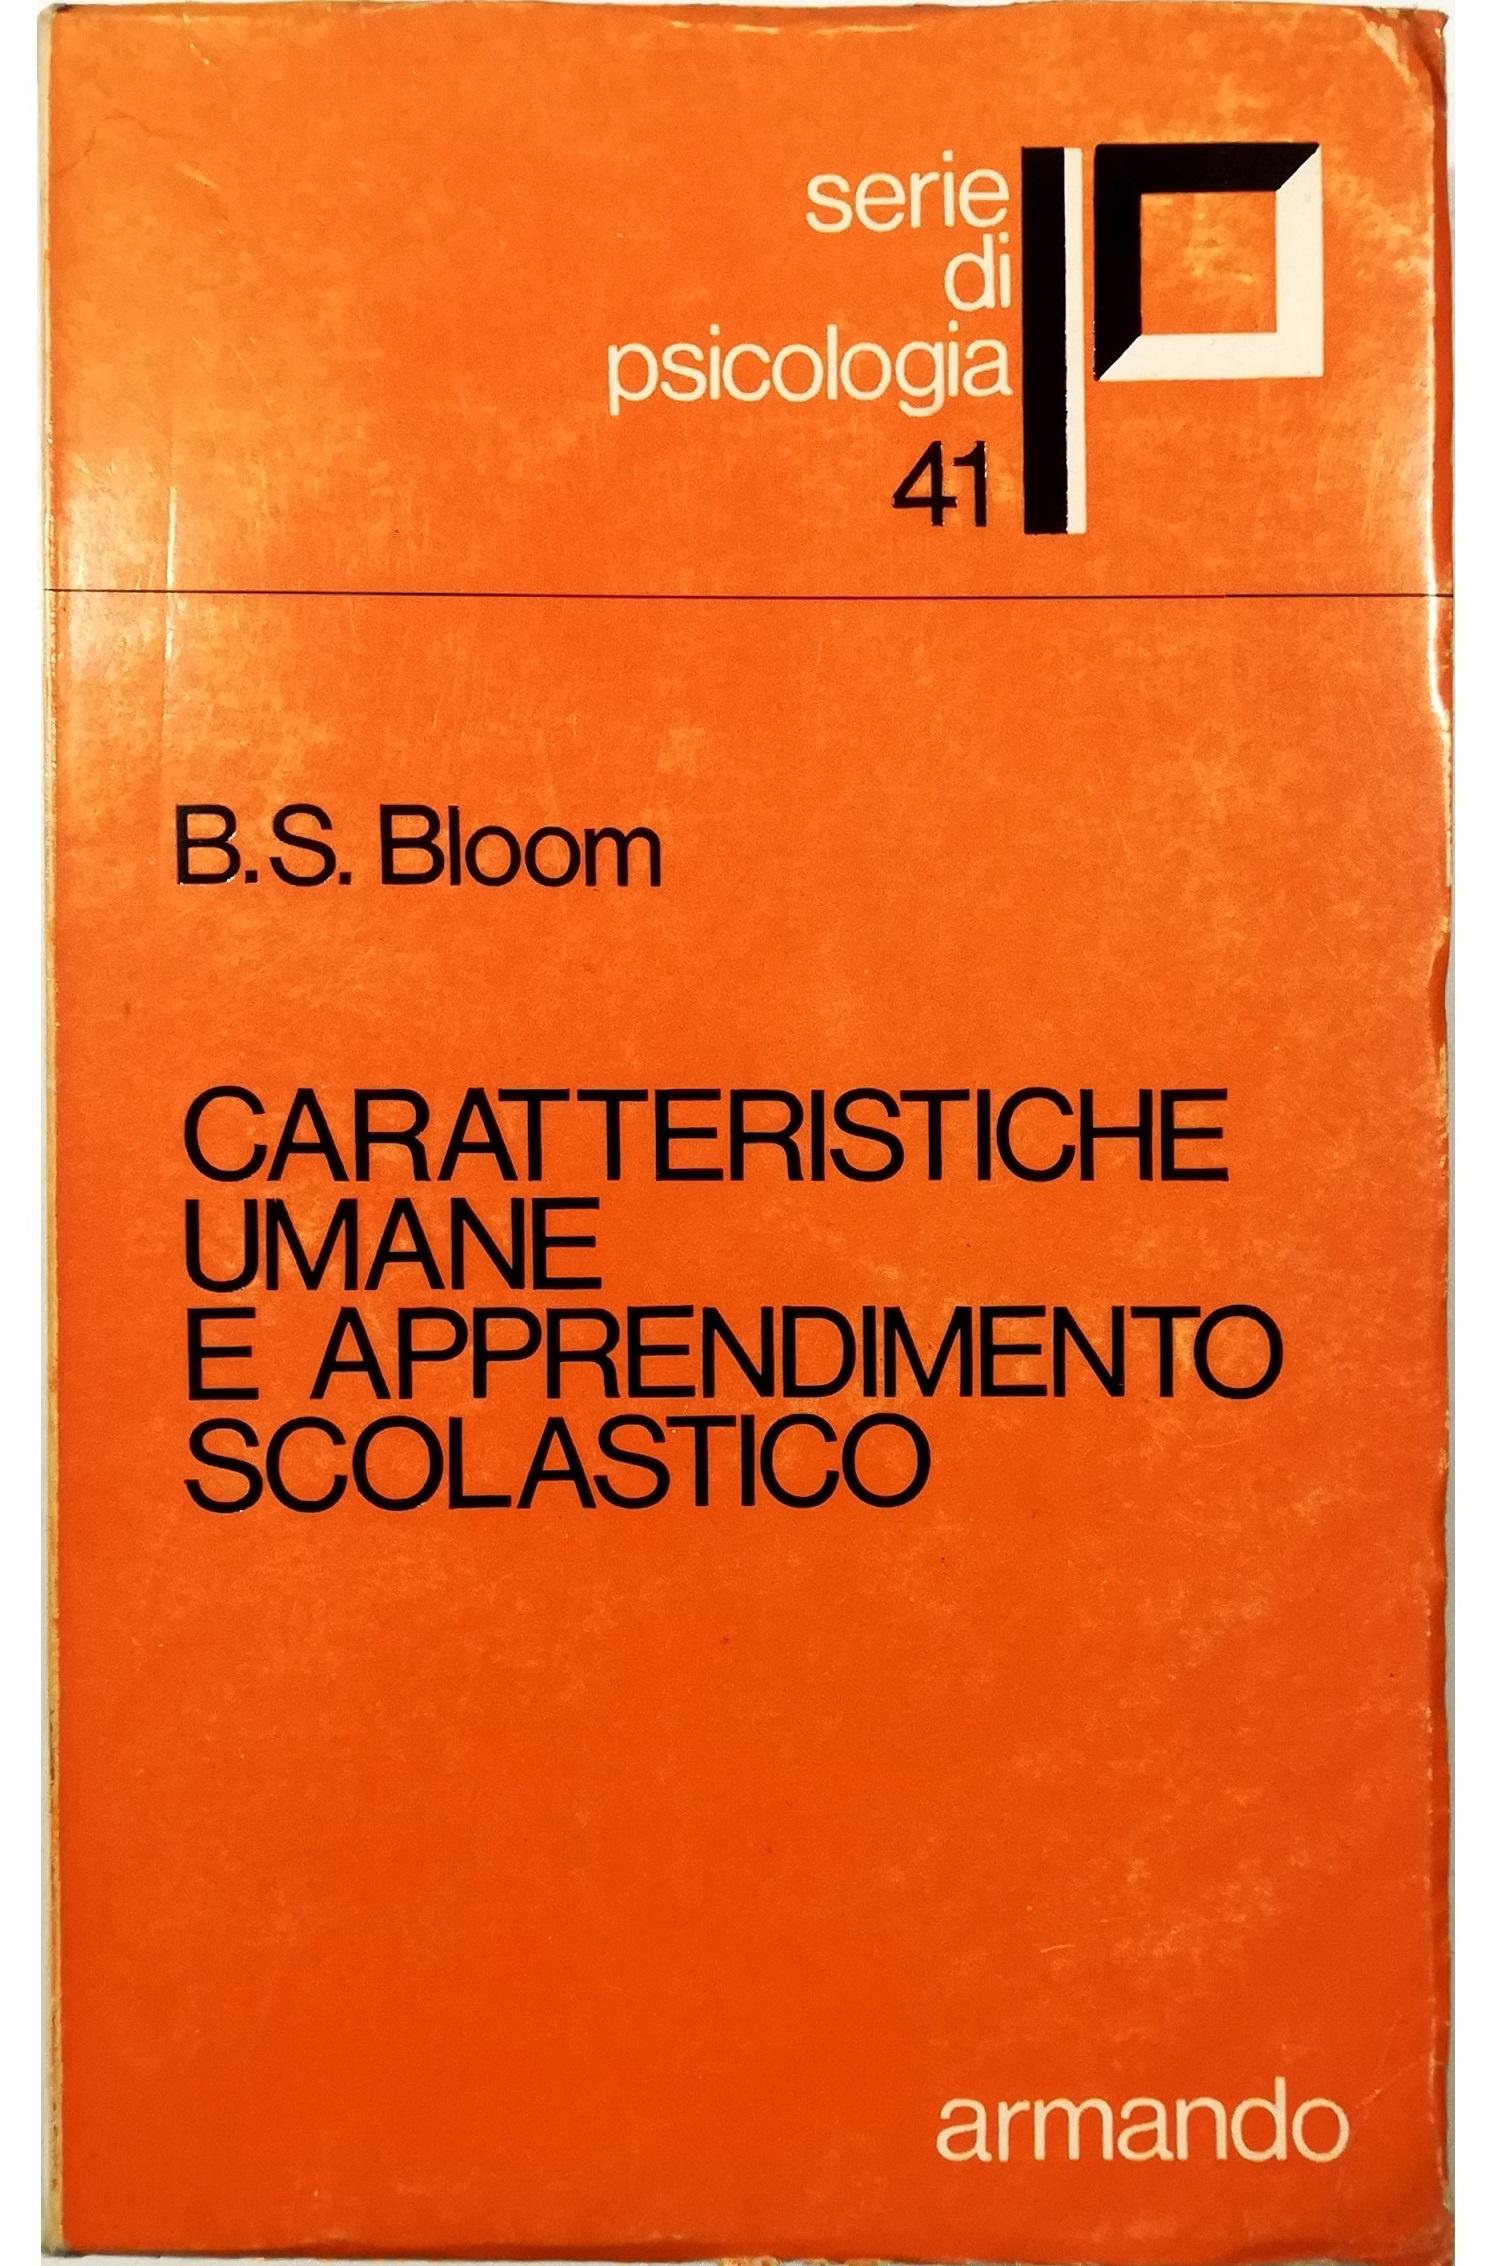 serie
di
psicologia
41
B.S. Bloom
CARATTERISTICHE
UMANE
E APPRENDIMENTO
SCOLASTICO
armando